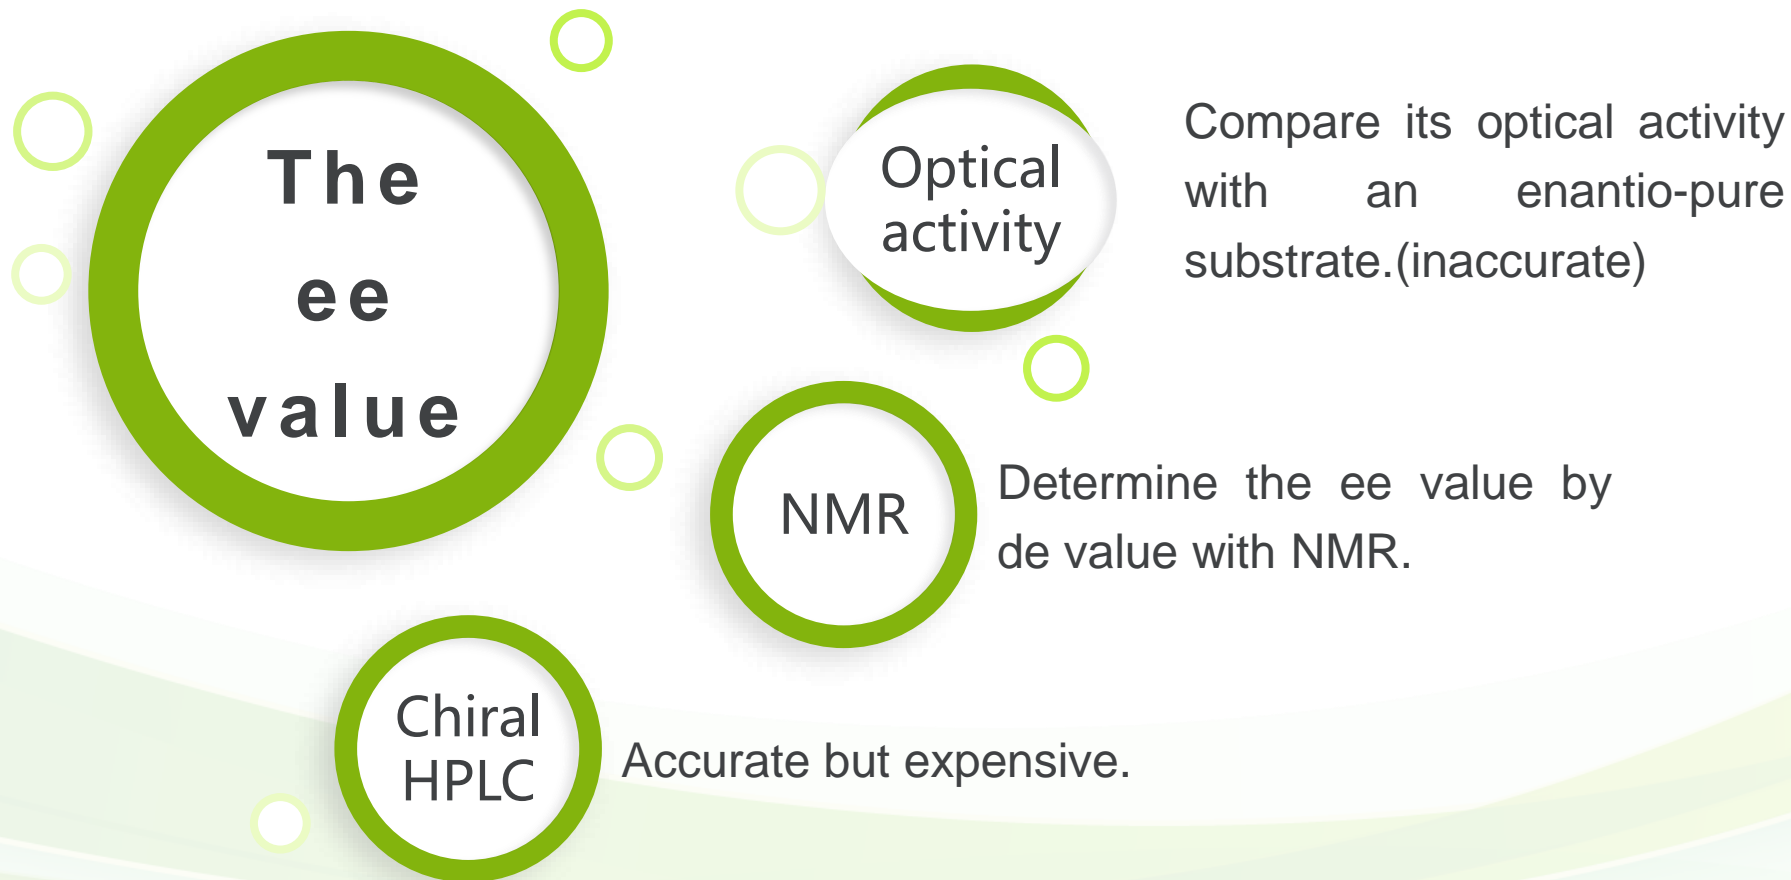 The
ee
value
Optical
activity
Compare its optical activity
with an enantio-pure
substrate.(inaccurate)
NMR
Determine the ee value by
de value with NMR.
Chiral
HPLC
Accurate but expensive.